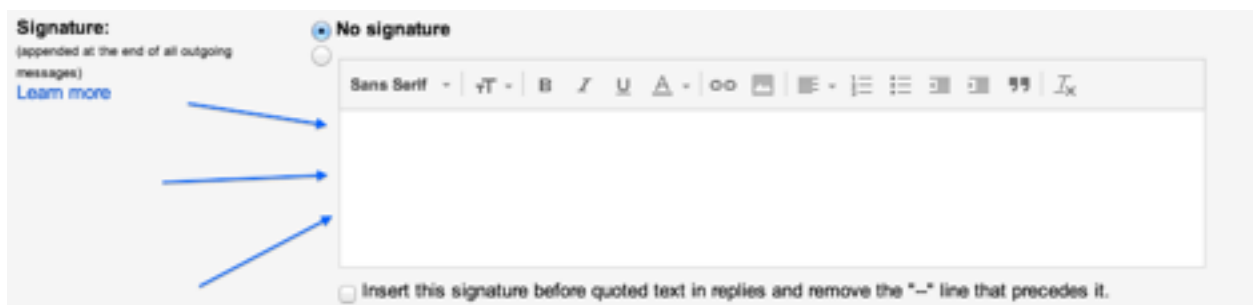 Signature:
(appended at the end of all outgoing
messages)
Learn more
No signature
Sans Serif
Insert this signature before quoted text in replies and remove the "--" line that precedes it.